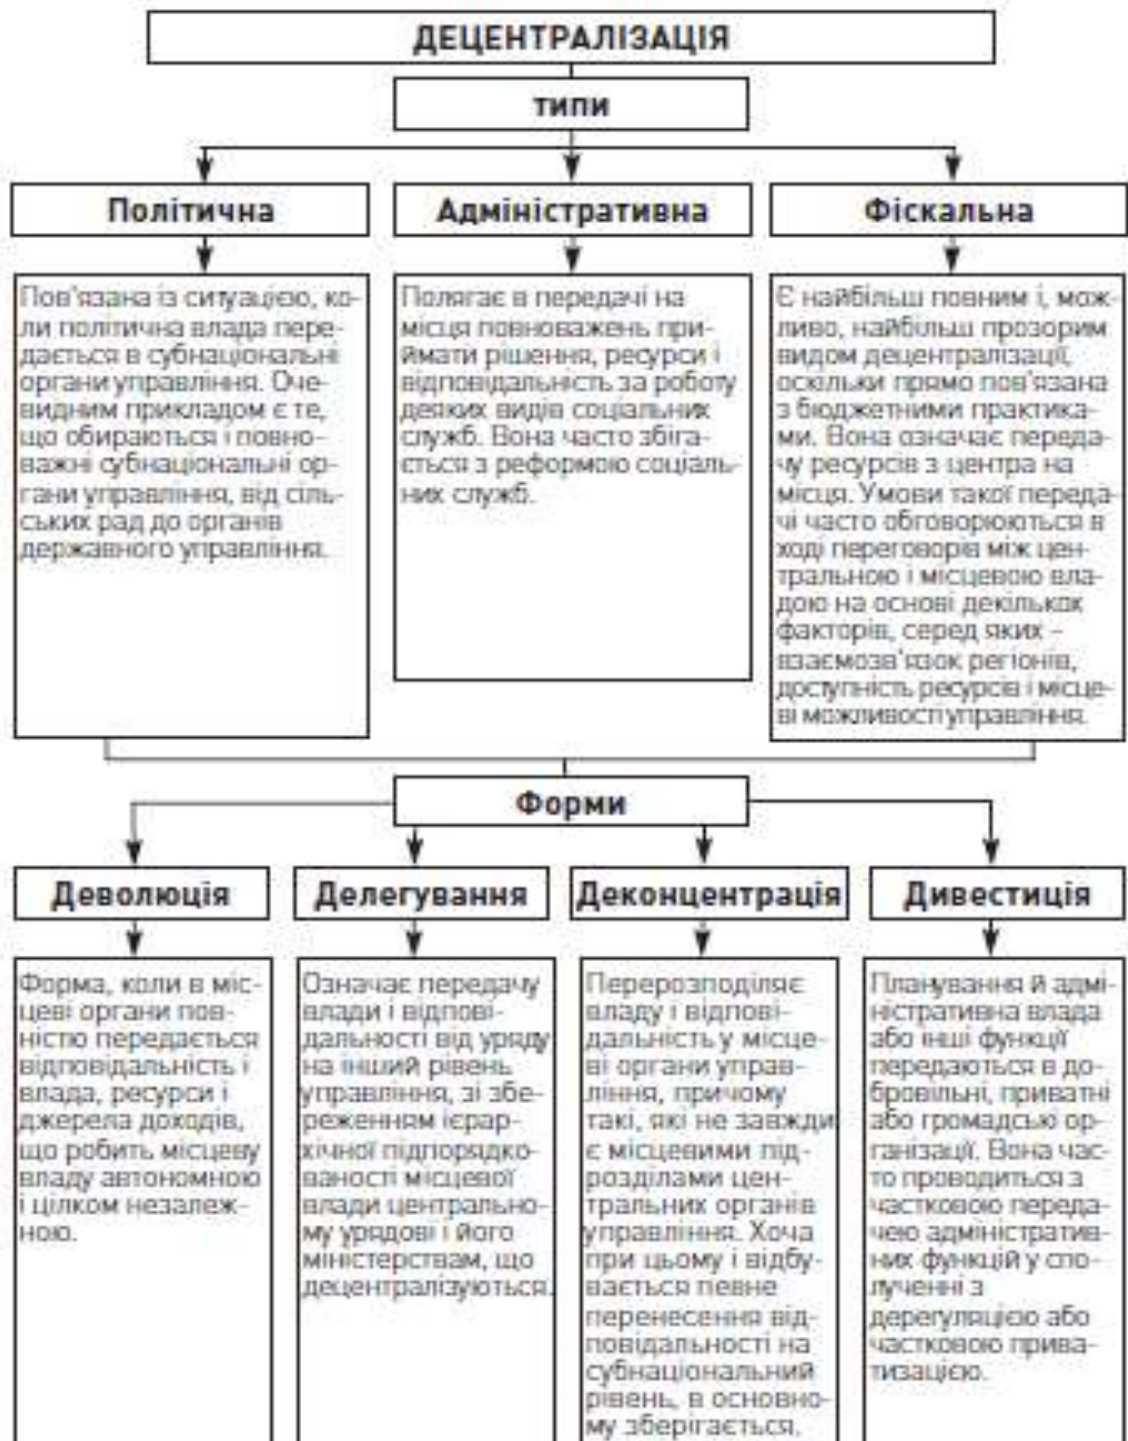 ДЕЦЕНТРАЛІЗАЦІЯ
типи
Політична
Адміністративна
Фіскальна
Пов'язана із ситуацією, ко-
ли політична влада пере-
дається в субнаціональні
органи управління. Оче-
видним прикладом є те,
що обираються і повно-
важні субнаціональні ор-
гани управління, від сіль-
ських рад до органів
державного управління.
Полягає в передачі на
місця повноважень при-
ймати рішення, ресурси і
відповідальність за роботу
деяких видів соціальних
служб. Вона часто збіга-
ється з реформою соціаль-
них служб.
Є найбільш повним і, мож-
ливо, найбільш прозорим
видом децентралізації,
оскільки прямо пов'язана
з бюджетними практика-
ми. Вона означає переда-
чу ресурсів з центра на
місця. Умови такої переда-
чі часто обговорюються в
ході переговорів між цен-
тральною і місцевою вла-
дою на основі декількох
факторів, серед яких –
взаємозв'язок регіонів,
доступність ресурсів і місце-
ві можливості управління.
Форми
Деволюція
Делегування
Деконцентрація
Дивестиція
Форма, коли в міс-
цеві органи пов-
ністю передається
відповідальність і
влада, ресурси і
джерела доходів,
що робить місцеву
владу автономною
і цілком незалеж-
ною.
Означає передачу
влади і відпові-
дальності від уряду
на інший рівень
управління, зі збе-
реженням ієрар-
хічної підпорядко-
ваності місцевої
влади центрально-
му урядові і його
міністерствам, що
децентралізуються.
Перерозподіляє
владу і відпові-
дальність у місце-
ві органи управ-
ління, причому
такі, які не завжди
є місцевими під-
розділами цен-
тральних органів
управління. Хоча
при цьому і відбу-
вається певне
перенесення від-
повідальності на
субнаціональний
рівень, в основно-
му зберігається,
Планування й адмі-
ністративна влада
або інші функції
передаються в до-
бровільні, приватні
або громадські ор-
ганізації. Вона час-
то проводиться з
частковою переда-
чею адміністратив-
них функцій у спо-
лученні з
дерегуляцією або
частковою прива-
тизацією.